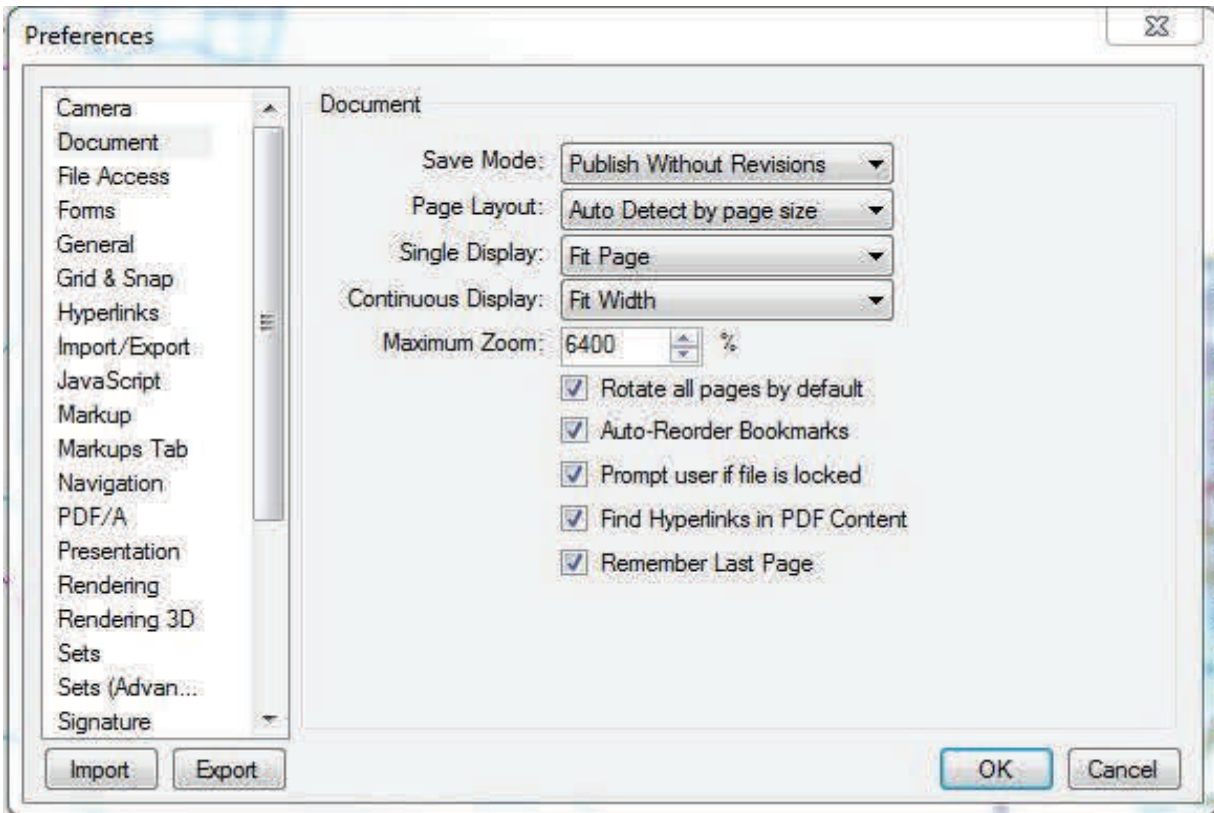 Preferences
Camera
Document
File Access
Forms
General
Grid & Snap
Hyperlinks
Import/Export
JavaScript
Markup
Markups Tab
Navigation
PDF/A
Presentation
Rendering
Rendering 3D
Sets
Sets (Advan...
Signature
Import Export
Document
Save Mode: Publish Without Revisions
Page Layout: Auto Detect by page size
Single Display: Fit Page
Continuous Display: Fit Width
Maximum Zoom: 6400 %
Rotate all pages by default
Auto-Reorder Bookmarks
Prompt user if file is locked
Find Hyperlinks in PDF Content
Remember Last Page
OK Cancel